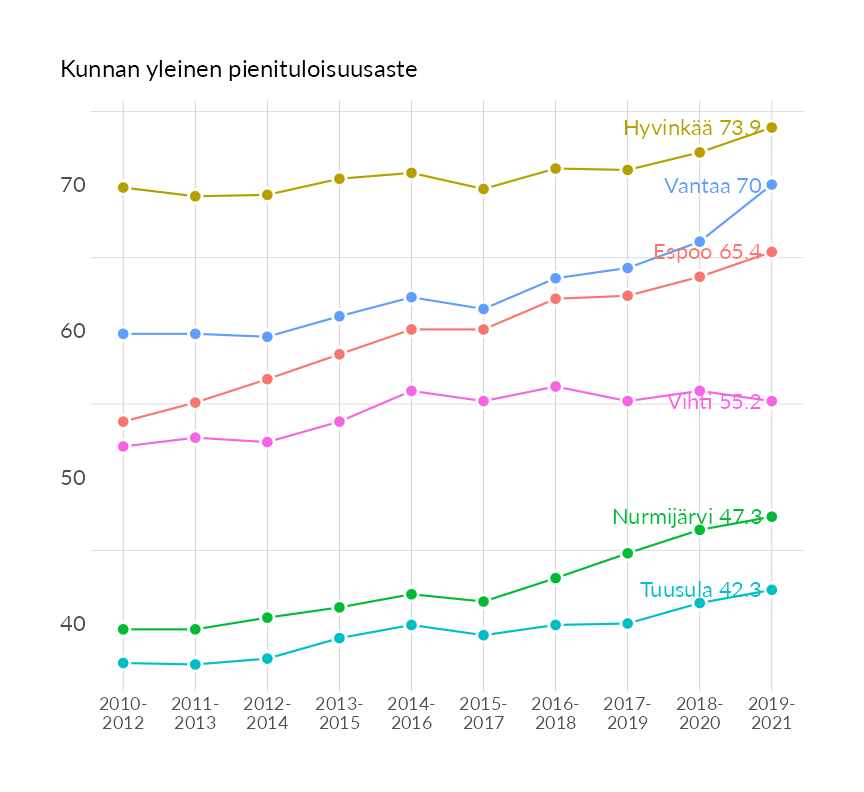 Kunnan yleinen pienituloisuusaste
Hyvinkää 73.9
70
Vantaa 70
Espoo 65.4
60
Vihti 55.2
50
Nurmijärvi 47.3
Tuusula 42.3
40
2010- 2011- 2012- 2013- 2014- 2015- 2016- 2017- 2018- 2019-
2012 2013 2014 2015 2016 2017 2018 2019 2020 2021